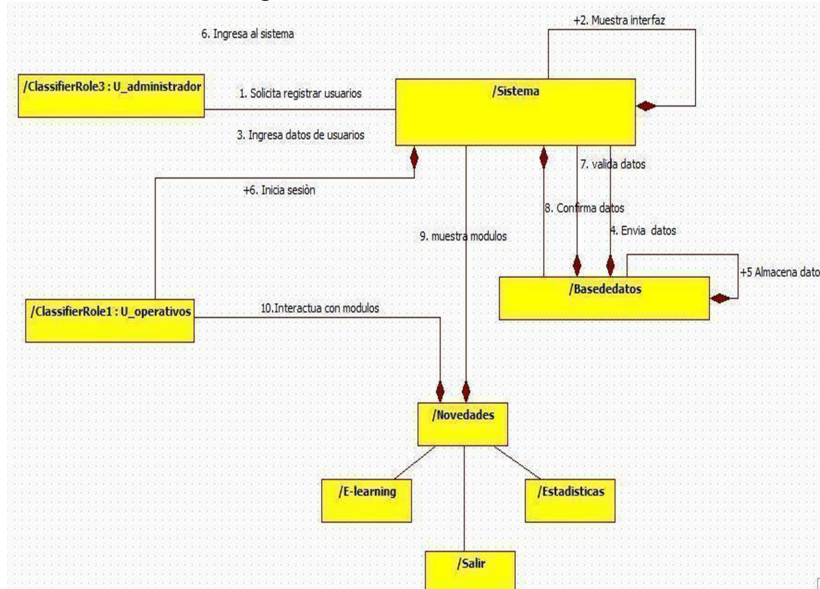 +2. Muestra interfaz
6. Ingresa al sistema
/ClassifierRole3 : U_administrador
1. Solicita registrar usuarios
/Sistema
3. Ingresa datos de usuarios
7. valida datos
+6. Inicia sesiòn
8. Confirma datos
9. muestra modulos
4. Envia datos
+5 Almacena dato
/Basededatos
/ClassifierRole1 : U_operativos
10.Interactua con modulos
/Novedades
/E-learning
/Estadisticas
/Salir